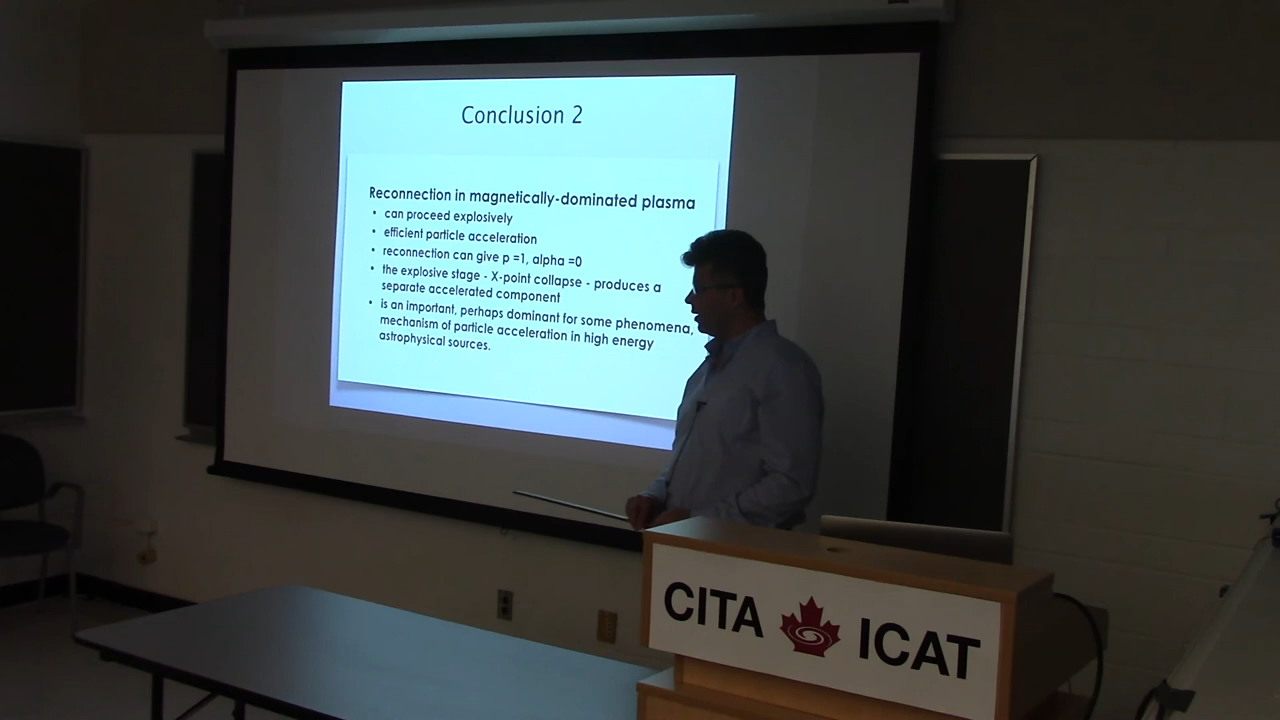 Conclusion 2
Reconnection in magnetically-dominated plasma
• can proceed explosively
• efficient particle acceleration
• reconnection can give p =1, alpha =0
• the explosive stage - X-point collapse - produces a
separate accelerated component
• is an important, perhaps dominant for some phenomena,
mechanism of particle acceleration in high energy
astrophysical sources.
CITA ICAT